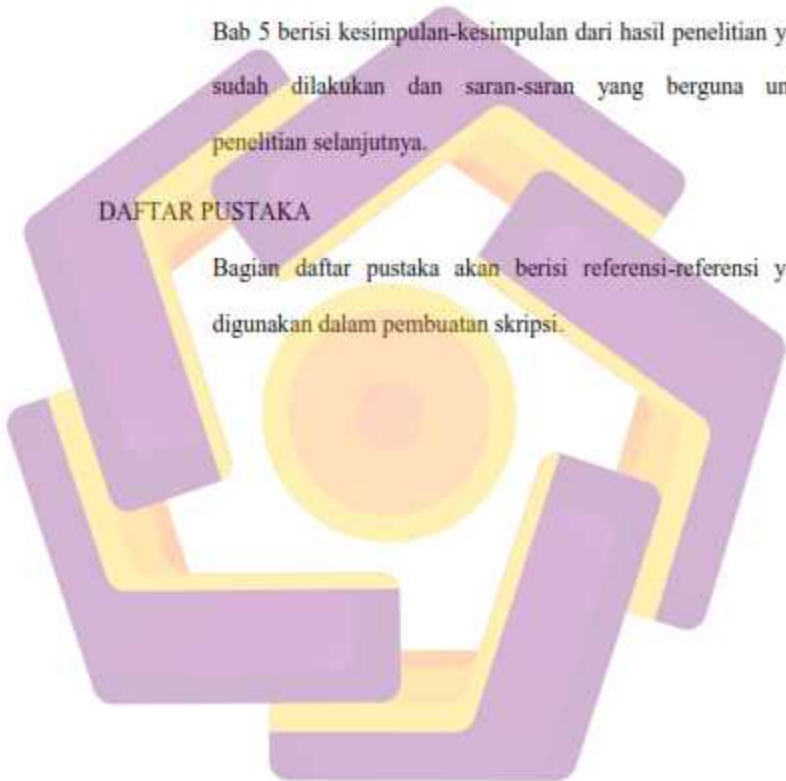 Bab 5 berisi kesimpulan-kesimpulan dari hasil penelitian y
sudah dilakukan dan saran-saran yang berguna un
penelitian selanjutnya.
DAFTAR PUSTAKA
Bagian daftar pustaka akan berisi referensi-referensi y
digunakan dalam pembuatan skripsi.